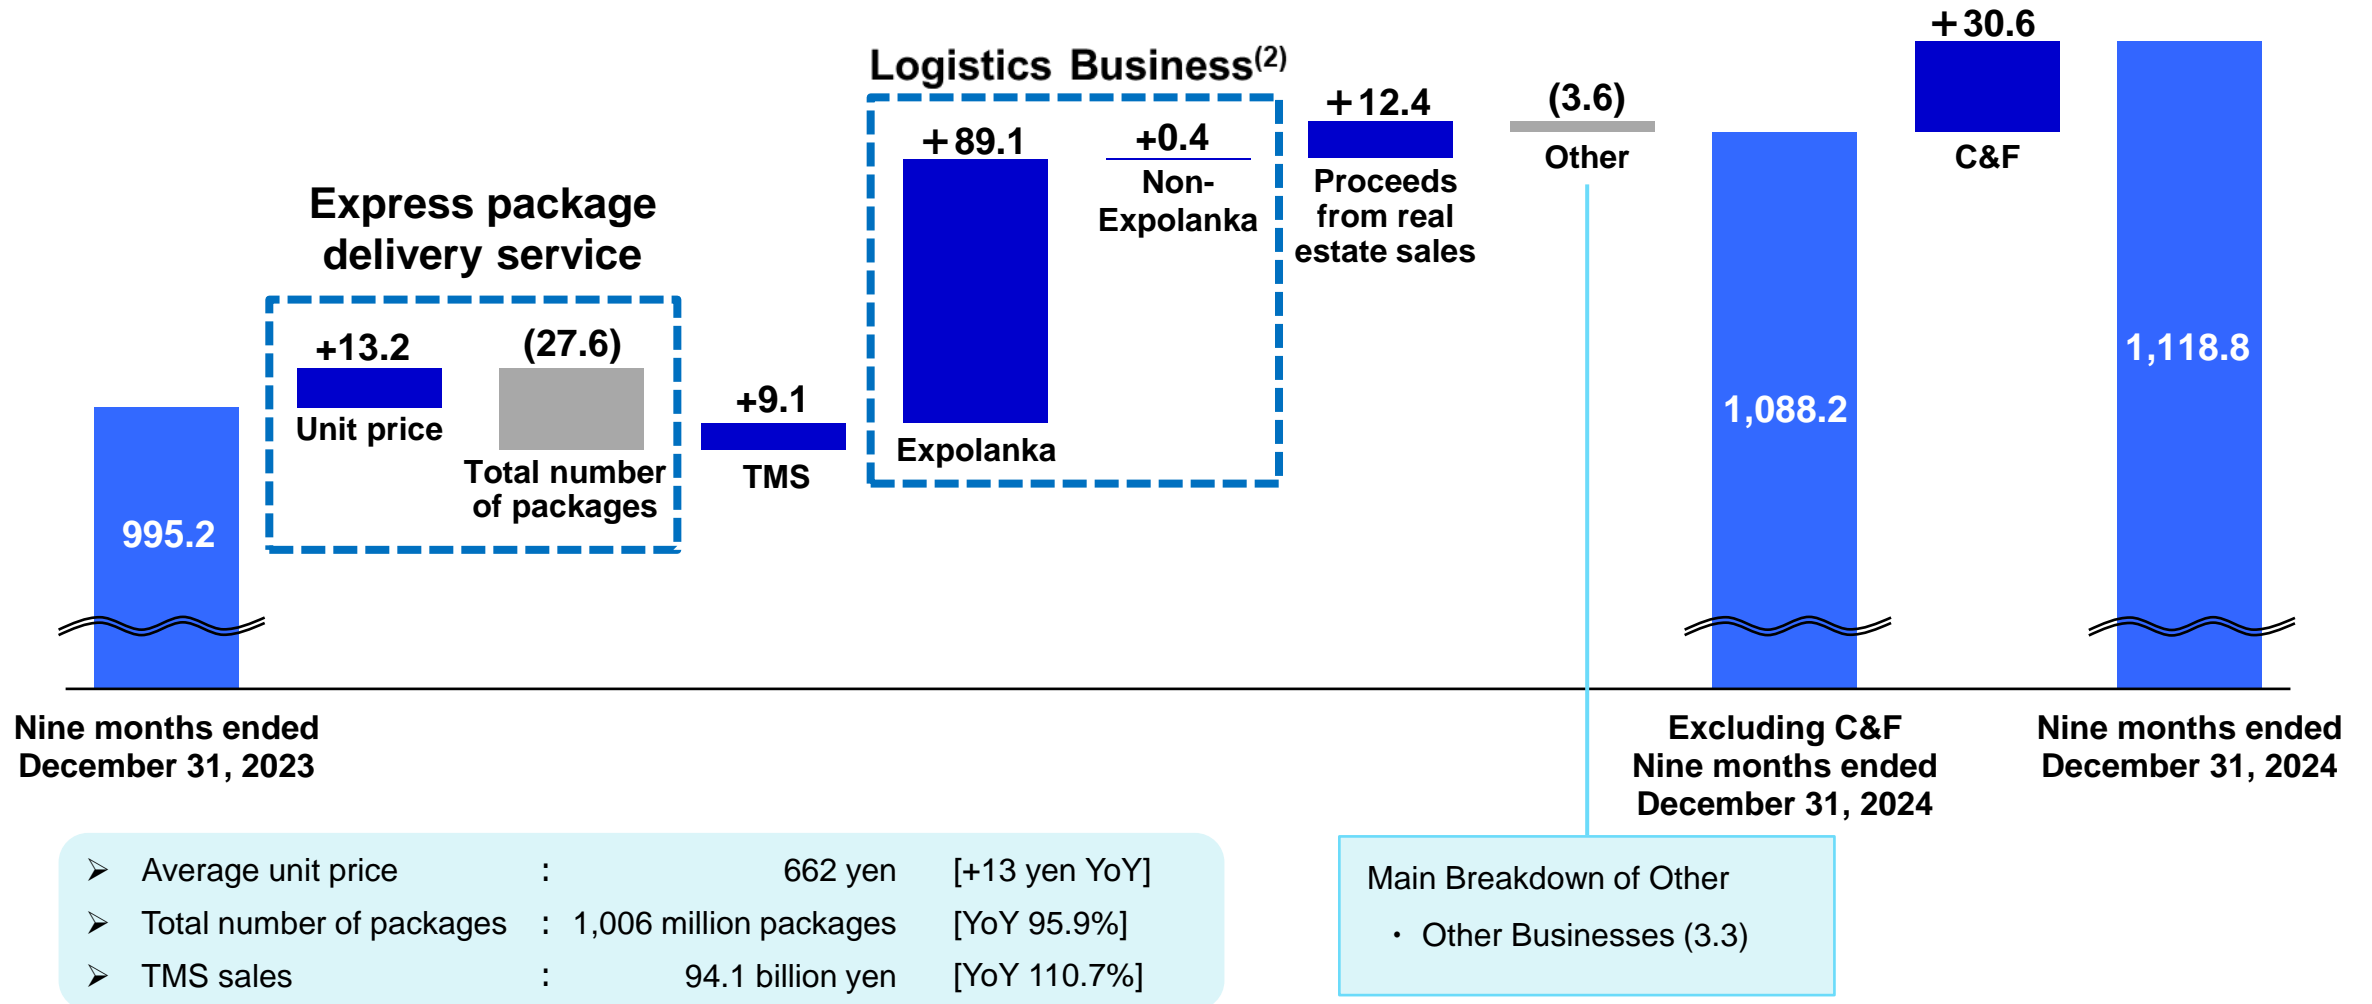 +30.6
C&F
Logistics Business(2)
+89.1
Expolanka
+0.4
Non-
Expolanka
+12.4
Proceeds
from real
estate sales
(3.6)
Other
Express package
delivery service
+13.2
Unit price
(27.6)
Total number
of packages
+9.1
TMS
995.2
1,088.2
1,118.8
Nine months ended
December 31, 2023
Excluding C&F
Nine months ended
December 31, 2024
Nine months ended
December 31, 2024
➢ Average unit price : 662 yen [+13 yen YoY]
➢ Total number of packages : 1,006 million packages [YoY 95.9%]
➢ TMS sales : 94.1 billion yen [YoY 110.7%]
Main Breakdown of Other
・ Other Businesses (3.3)